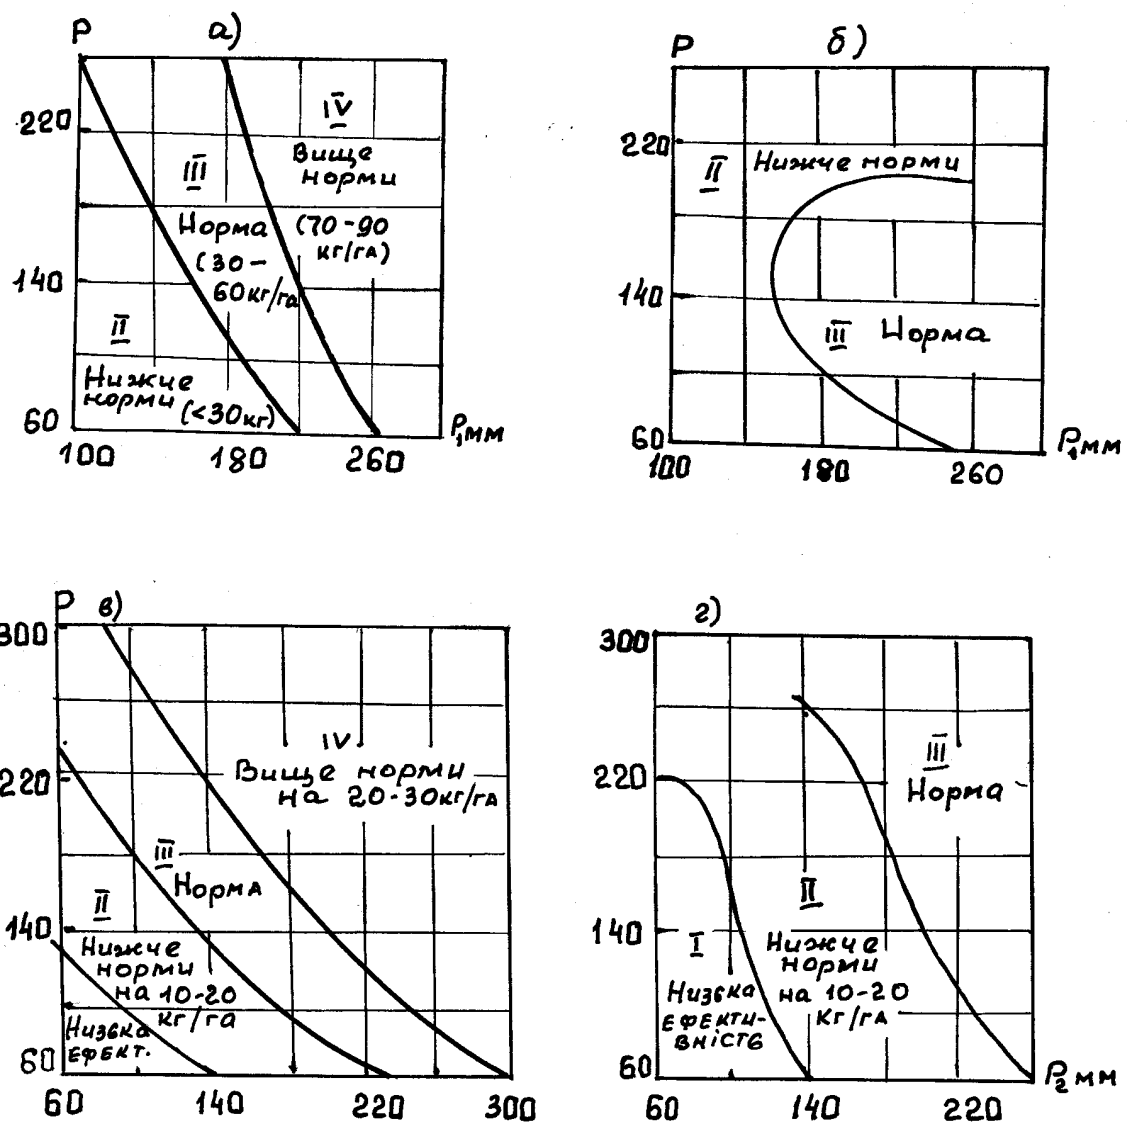 P
а)
220
IV
Вище
норми
(70-90
кг/га)
III
Норма
(30-
60кг/га
140
II
Нижче
норми (<30кг)
60
100
180
260
P₁мм
P
б)
220
II
Нижче норми
140
III Норма
60
100
180
260
P₁мм
P
в)
300
IV
Вище норми
на 20-30кг/га
220
III
Норма
II
140
Нижче
норми
на 10-20
кг/га
Низька
ефект.
60
60
140
220
300
г)
300
III
Норма
220
II
140
I
Нижче
норми
на 10-20
кг/га
Низька
ефекти-
вність
60
60
140
220
P₂мм